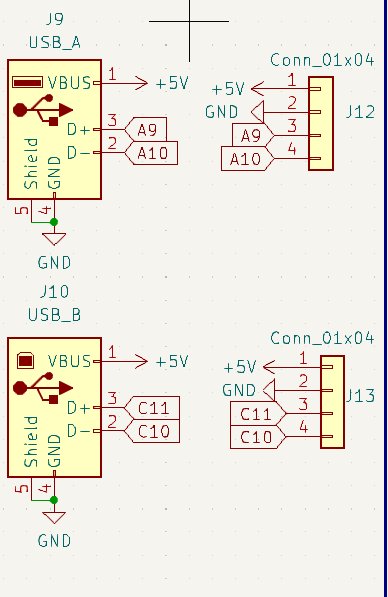 J9
USB_A
VBUS 1 +5V
D+ 3 A9
D- 2 A10
Shield
GND
5
4
GND
Conn_01x04
J12
+5V 1
GND 2
A9 3
A10 4
J10
USB_B
VBUS 1 +5V
D+ 3 C11
D- 2 C10
Shield
GND
5
4
GND
Conn_01x04
J13
+5V 1
GND 2
C11 3
C10 4